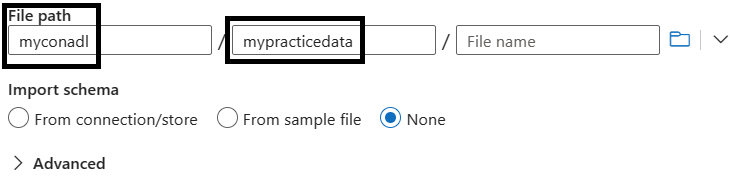 File path
myconadl / mypracticedata / File name
Import schema
From connection/store From sample file None
Advanced